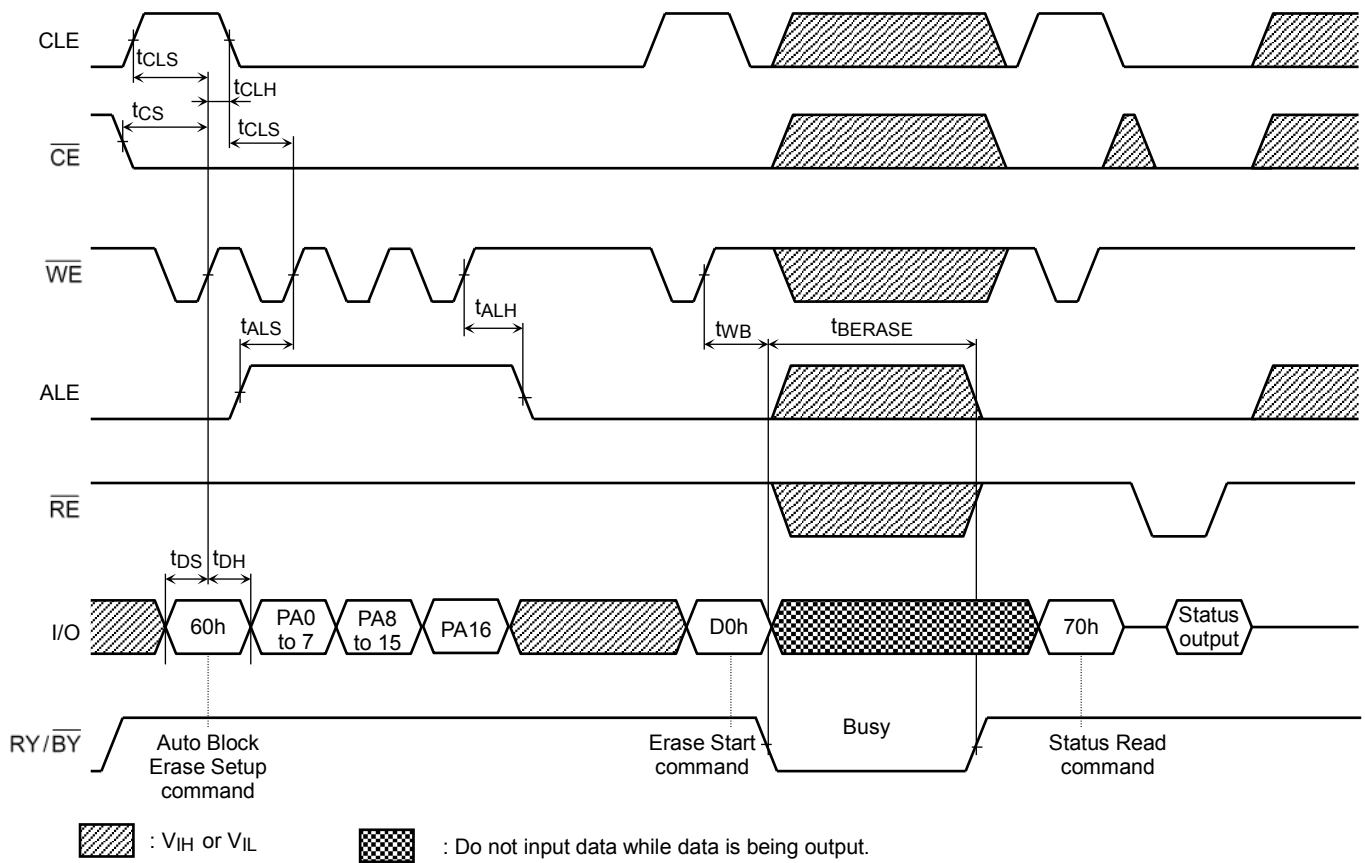 CLE
tCLS
tCLH
tCS
tCLS
CE
WE
tALS
tALH
tWB
tBERASE
ALE
RE
tDS
tDH
I/O
60h
PA0
to 7
PA8
to 15
PA16
D0h
70h
Status
output
RY/BY
Busy
Auto Block
Erase Setup
command
Erase Start
command
Status Read
command
: VIH or VIL
: Do not input data while data is being output.